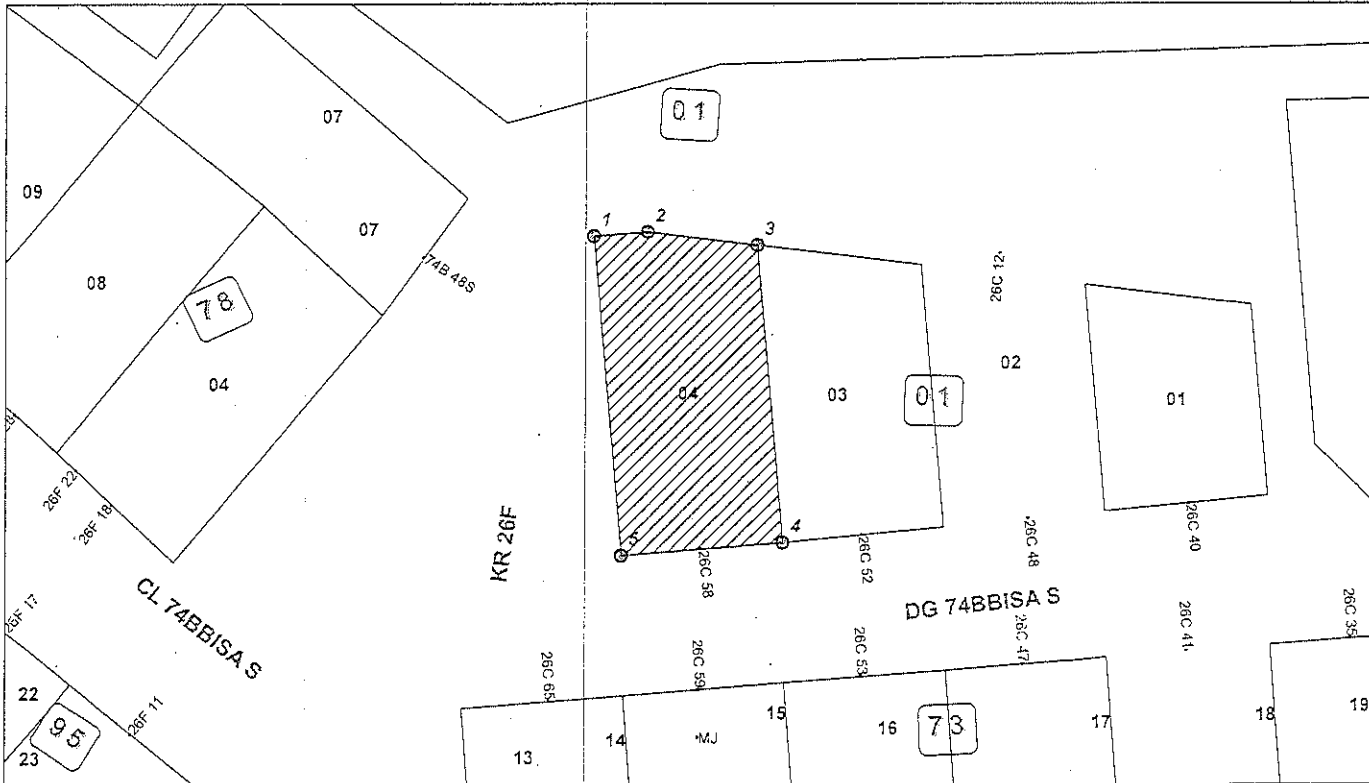 01
07
09
07
1
2
3
74B 48S
26C 12
08
78
02
04
04
03
01
01
26F 22
26F 18
KR 26F
5
4
26C 58
26C 52
26C 48
26C 40
CL 74BBISA S
DG 74BBISA S
26F 17
26C 65
26C 59
26C 53
26C 47
26C 41
26C 35
22
26F 11
95
23
13
14
MJ
15
16
73
17
18
19